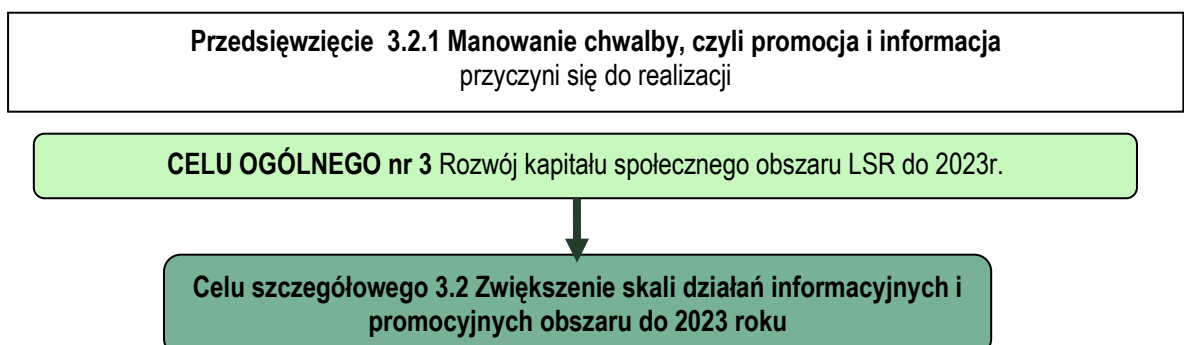 Przedsięwzięcie 3.2.1 Manowanie chwalby, czyli promocja i informacja
przyczyni się do realizacji
CELU OGÓLNEGO nr 3 Rozwój kapitału społecznego obszaru LSR do 2023r.
Celu szczegółowego 3.2 Zwiększenie skali działań informacyjnych i
promocyjnych obszaru do 2023 roku